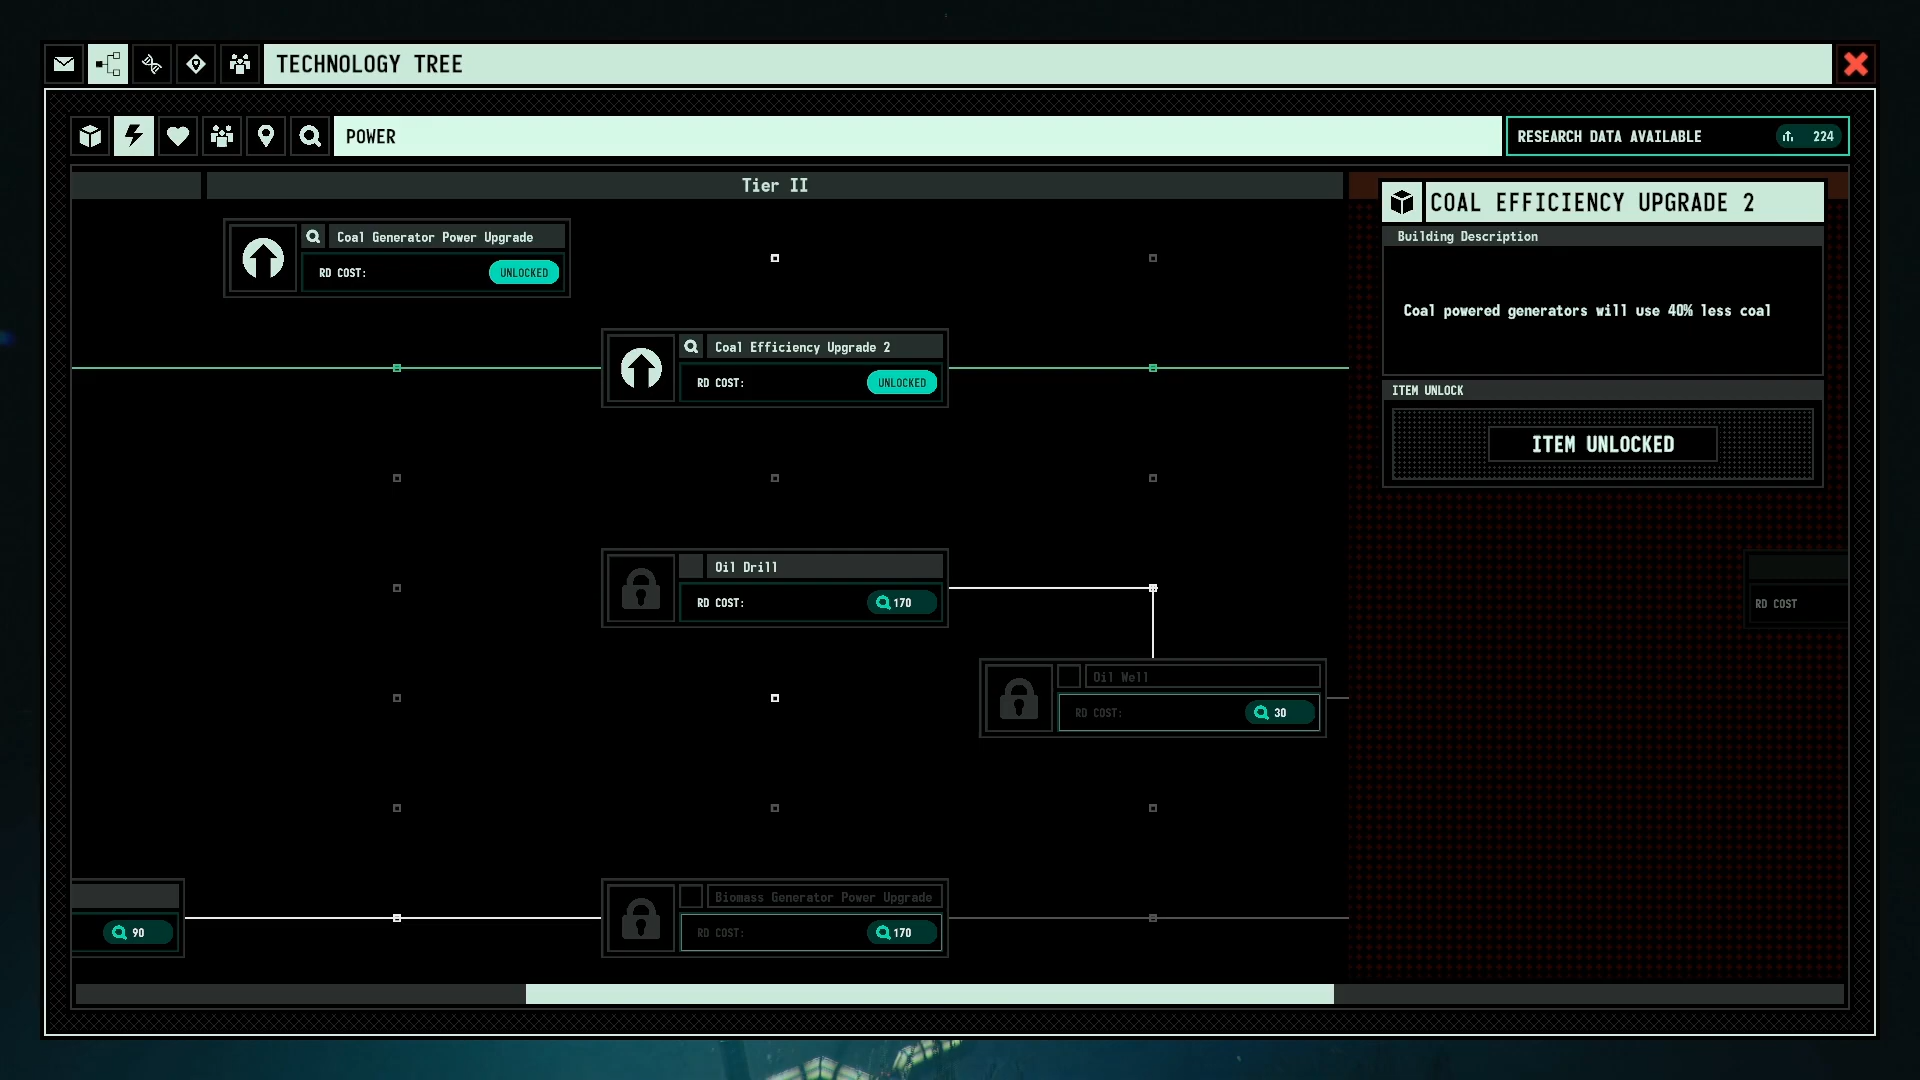 TECHNOLOGY TREE
POWER
RESEARCH DATA AVAILABLE 224
Tier II
Coal Generator Power Upgrade
RD COST: UNLOCKED
Coal Efficiency Upgrade 2
RD COST: UNLOCKED
Oil Drill
RD COST: 170
Oil Well
RD COST: 30
90
Biomass Generator Power Upgrade
RD COST: 170
COAL EFFICIENCY UPGRADE 2
Building Description
Coal powered generators will use 40% less coal
ITEM UNLOCK
ITEM UNLOCKED
RD COST